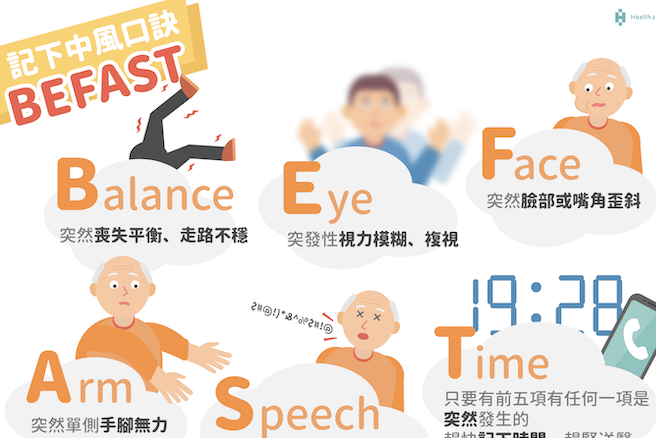 記下中風口訣
BEFAST
Health
Balance
突然喪失平衡、走路不穩
Eye
突發性視力模糊、複視
Face
突然臉部或嘴角歪斜
Arm
突然單側手腳無力
Speech
19:28
Time
只要有前五項有任何一項是
突然發生的
趕快記下時間